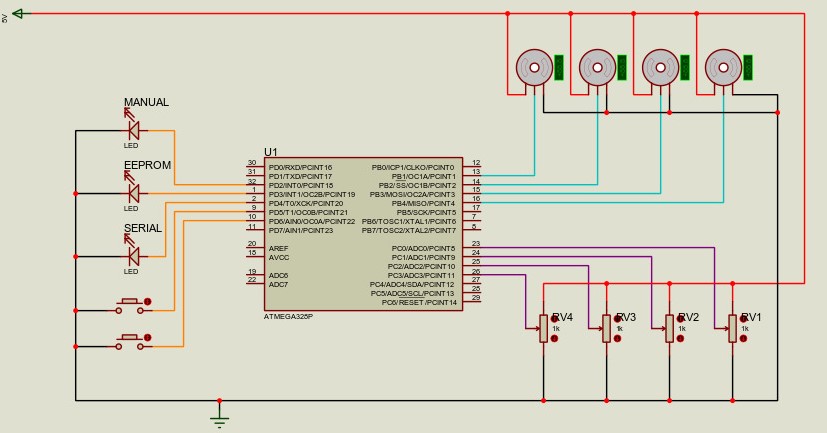 5V
MANUAL
LED
EEPROM
LED
SERIAL
LED
U1
30 PD0/RXD/PCINT16
31 PD1/TXD/PCINT17
32 PD2/INT0/PCINT18
1 PD3/INT1/OC2B/PCINT19
2 PD4/T0/XCK/PCINT20
9 PD5/T1/OC0B/PCINT21
10 PD6/AIN0/OC0A/PCINT22
11 PD7/AIN1/PCINT23
20 AREF
18 AVCC
19 ADC6
22 ADC7
PB0/ICP1/CLKO/PCINT0 12
PB1/OC1A/PCINT1 13
PB2/SS/OC1B/PCINT2 14
PB3/MOSI/OC2A/PCINT3 15
PB4/MISO/PCINT4 16
PB5/SCK/PCINT5 17
PB6/TOSC1/XTAL1/PCINT6 7
PB7/TOSC2/XTAL2/PCINT7 8
PC0/ADC0/PCINT8 23
PC1/ADC1/PCINT9 24
PC2/ADC2/PCINT10 25
PC3/ADC3/PCINT11 26
PC4/ADC4/SDA/PCINT12 27
PC5/ADC5/SCL/PCINT13 28
PC6/RESET/PCINT14 29
ATMEGA328P
RV4
1k
RV3
1k
RV2
1k
RV1
1k